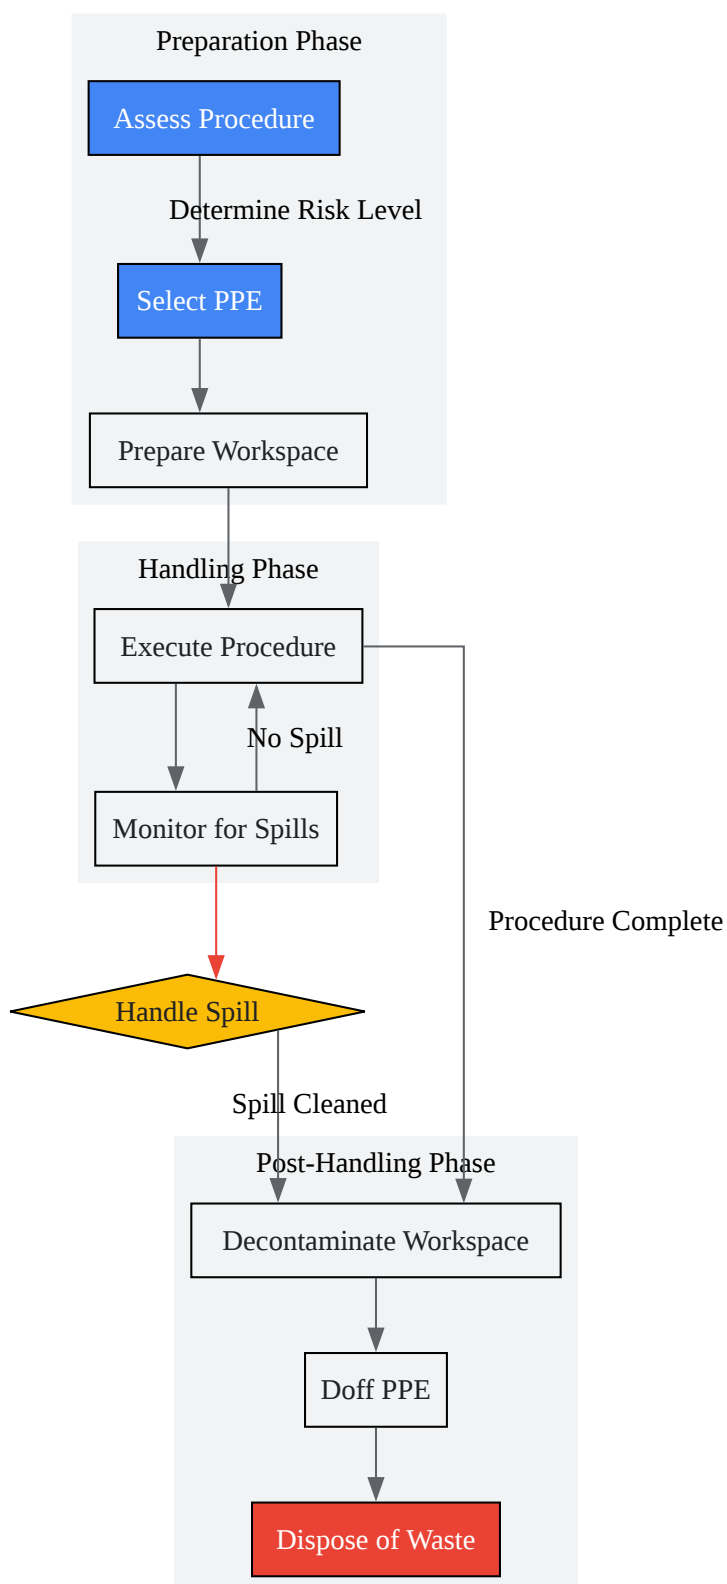 Preparation Phase
Assess Procedure
Determine Risk Level
Select PPE
Prepare Workspace
Handling Phase
Execute Procedure
No Spill
Monitor for Spills
Procedure Complete
Handle Spill
Spill Cleaned
Post-Handling Phase
Decontaminate Workspace
Doff PPE
Dispose of Waste